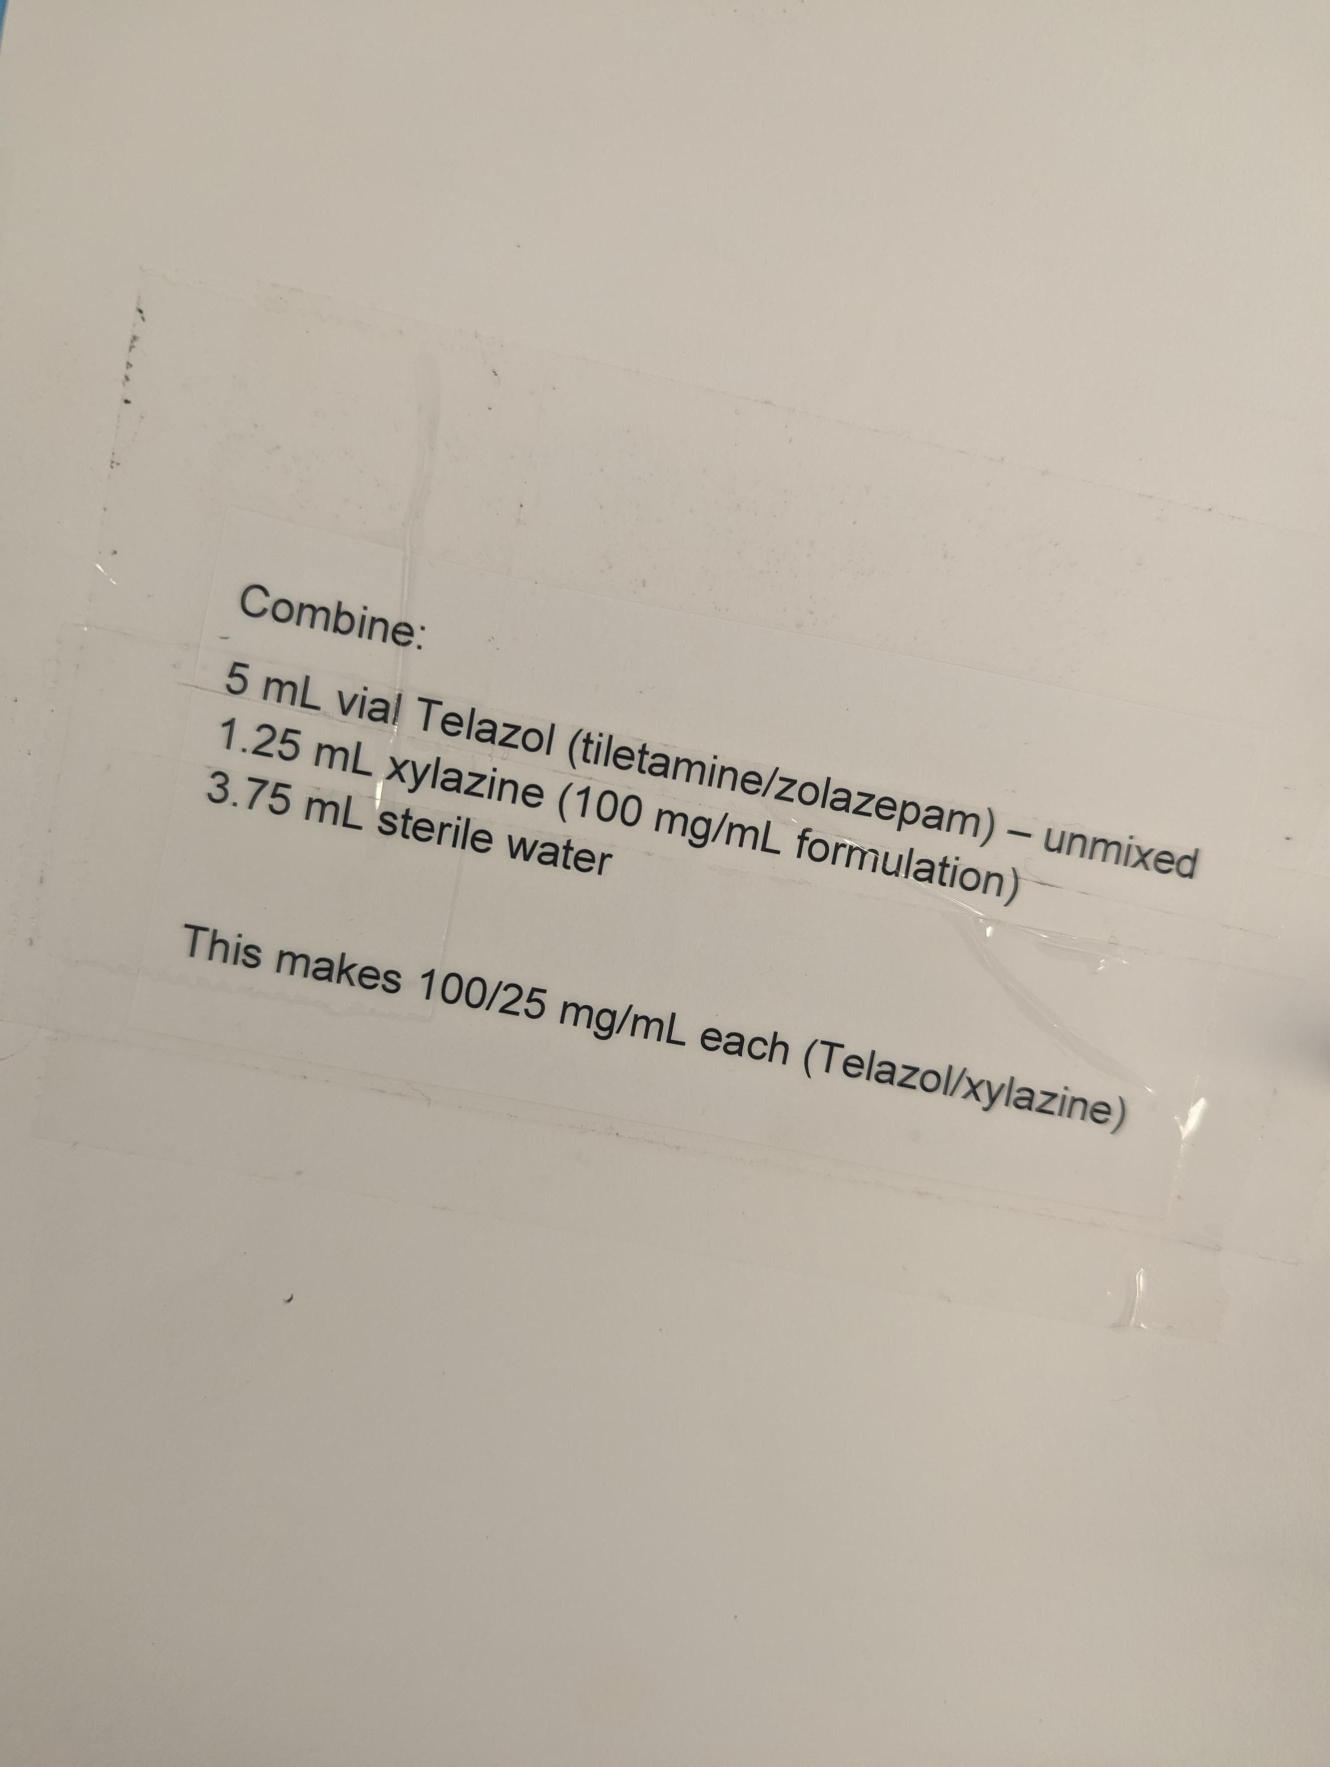 Combine:
5 mL vial Telazol (tiletamine/zolazepam) – unmixed
1.25 mL xylazine (100 mg/mL formulation)
3.75 mL sterile water
This makes 100/25 mg/mL each (Telazol/xylazine)